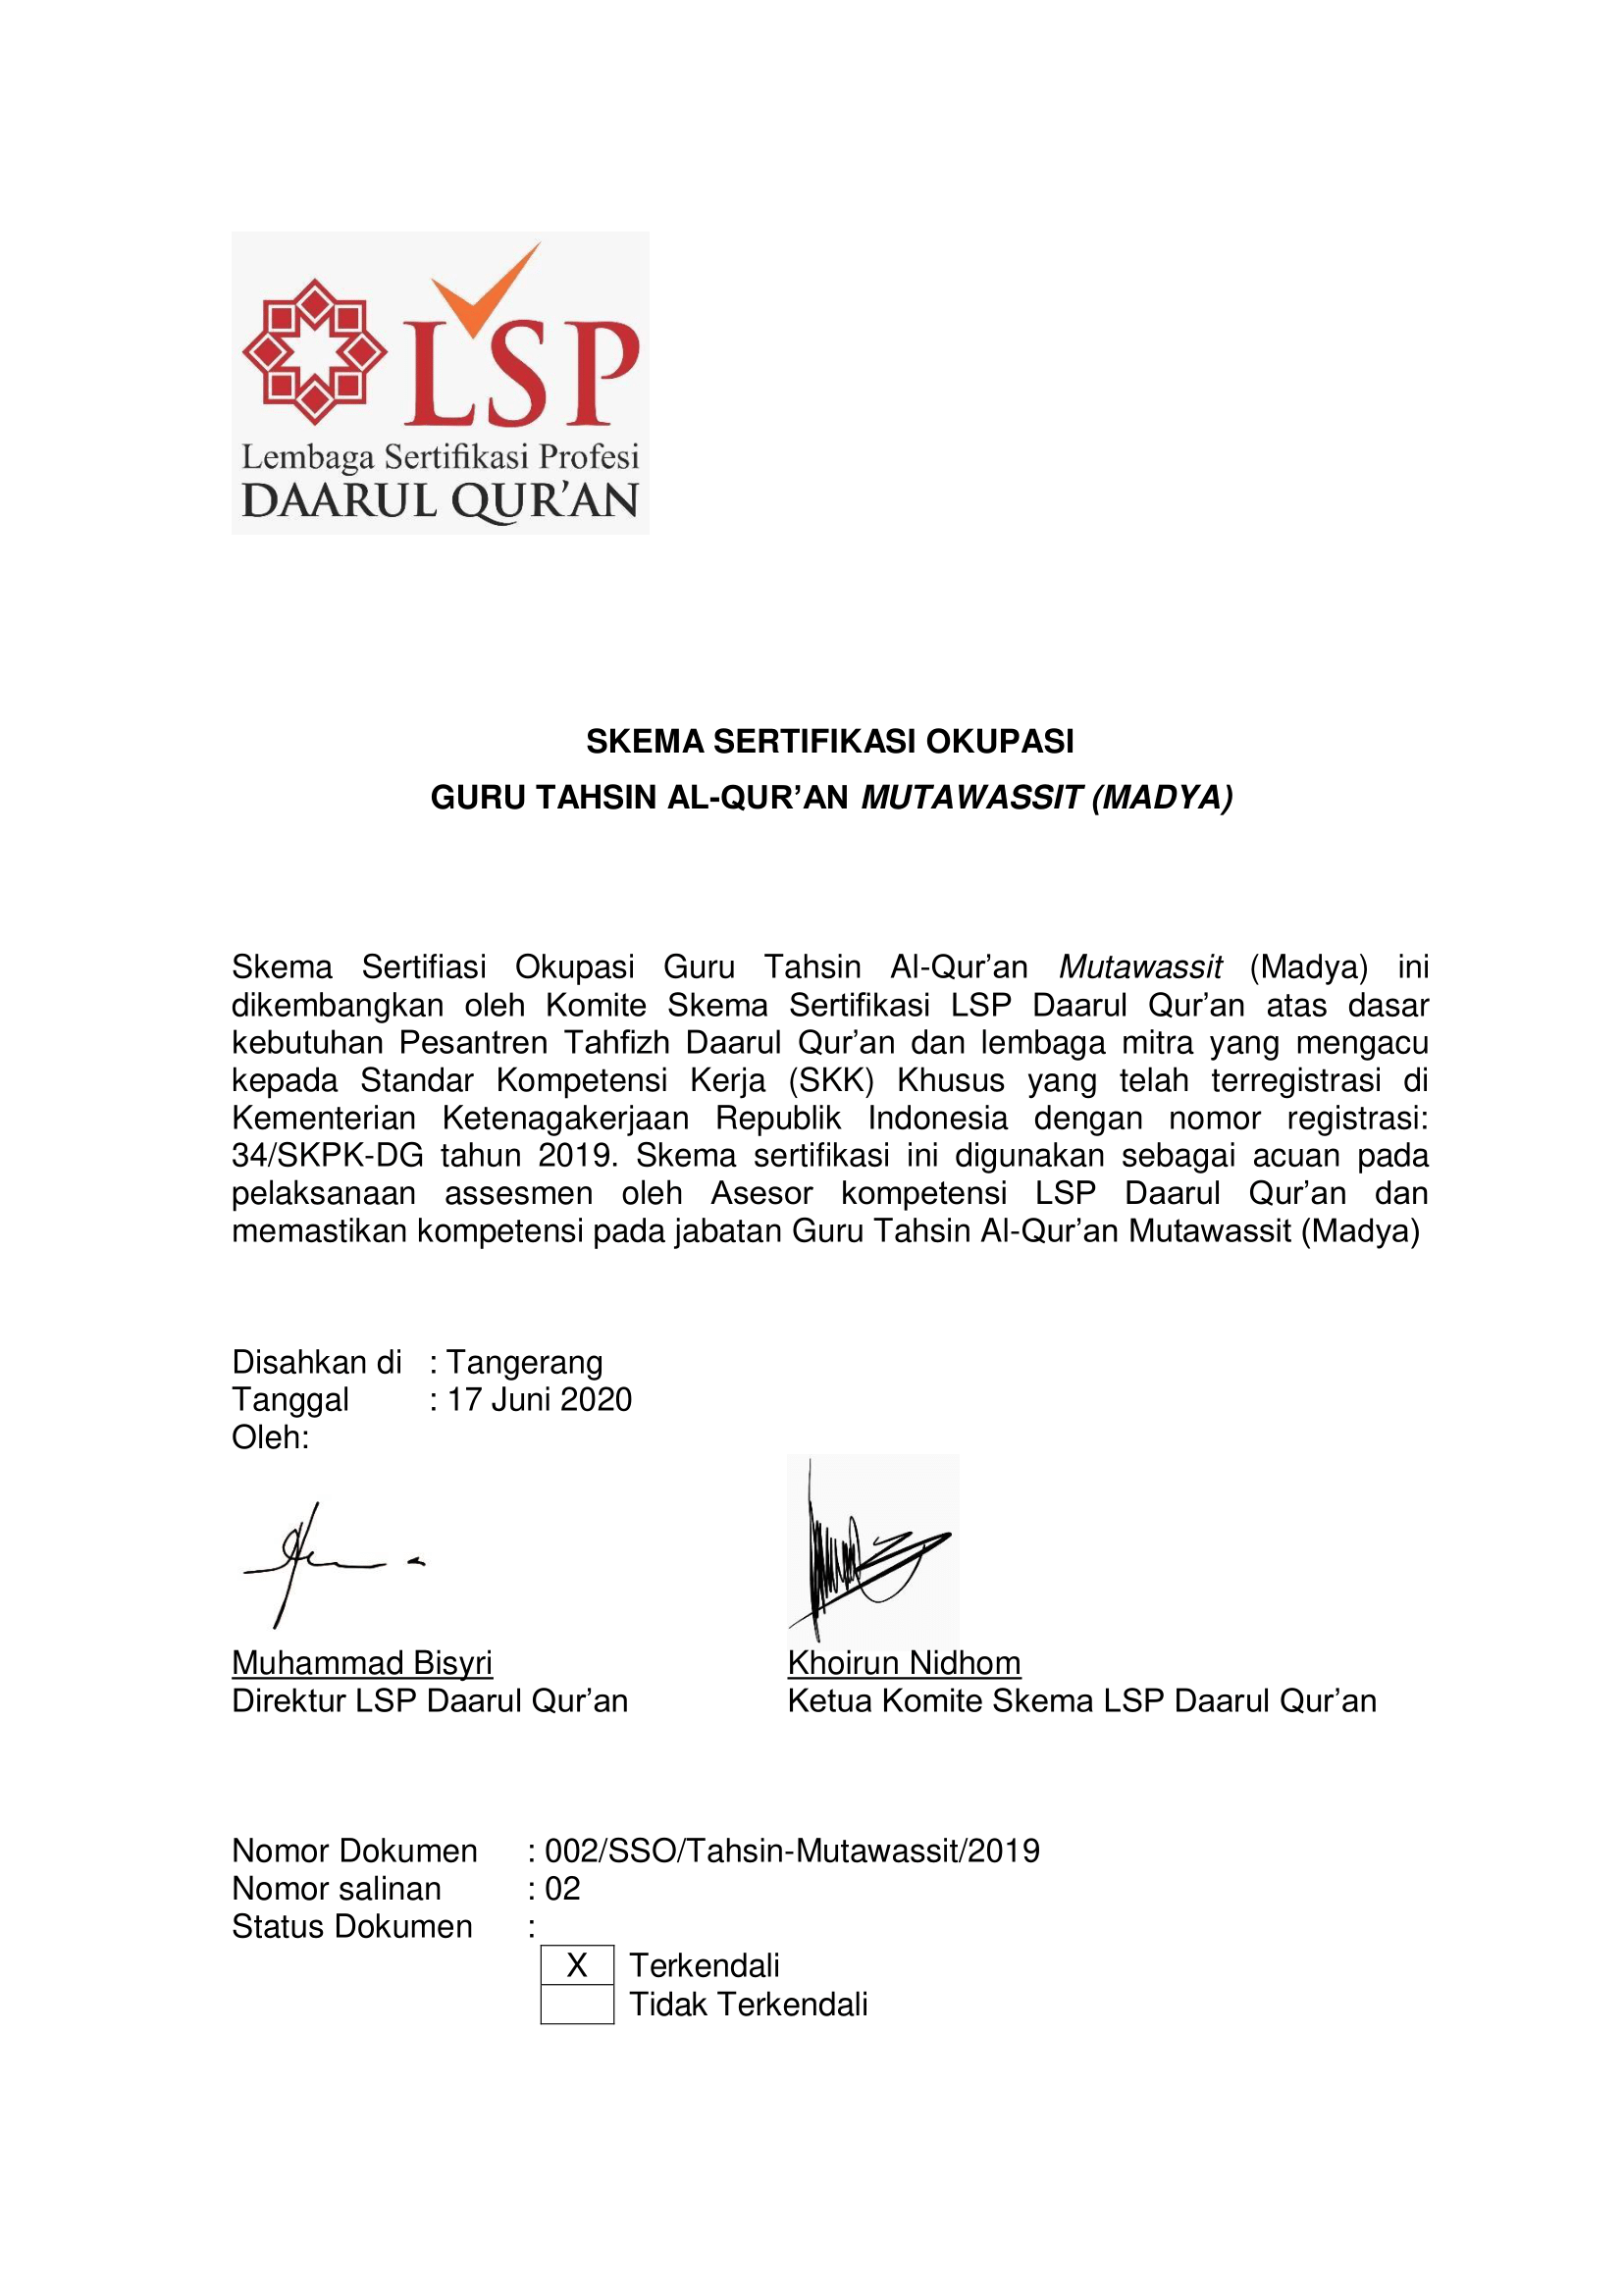 LSP
Lembaga Sertifikasi Profesi
DAARUL QUR’AN
SKEMA SERTIFIKASI OKUPASI
GURU TAHSIN AL-QUR’AN MUTAWASSIT (MADYA)
Skema Sertifiasi Okupasi Guru Tahsin Al-Qur’an Mutawassit (Madya) ini
dikembangkan oleh Komite Skema Sertifikasi LSP Daarul Qur’an atas dasar
kebutuhan Pesantren Tahfizh Daarul Qur’an dan lembaga mitra yang mengacu
kepada Standar Kompetensi Kerja (SKK) Khusus yang telah terregistrasi di
Kementerian Ketenagakerjaan Republik Indonesia dengan nomor registrasi:
34/SKPK-DG tahun 2019. Skema sertifikasi ini digunakan sebagai acuan pada
pelaksanaan assesmen oleh Asesor kompetensi LSP Daarul Qur’an dan
memastikan kompetensi pada jabatan Guru Tahsin Al-Qur’an Mutawassit (Madya)
Disahkan di : Tangerang
Tanggal : 17 Juni 2020
Oleh:
Muhammad Bisyri Khoirun Nidhom
Direktur LSP Daarul Qur’an Ketua Komite Skema LSP Daarul Qur’an
Nomor Dokumen : 002/SSO/Tahsin-Mutawassit/2019
Nomor salinan : 02
Status Dokumen :
X Terkendali
Tidak Terkendali